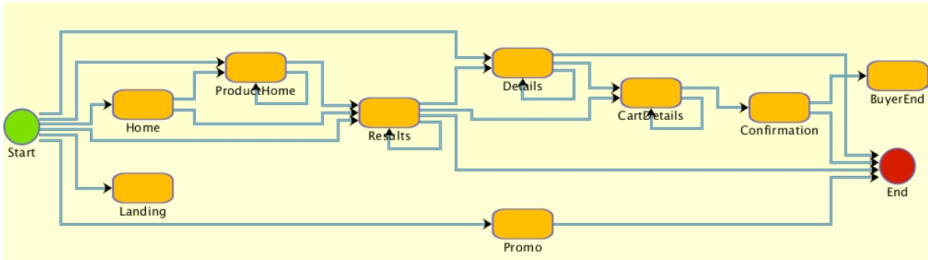 Details
ProductHome
BuyerEnd
CartDetails
Home
Confirmation
Results
Start
End
Landing
Promo